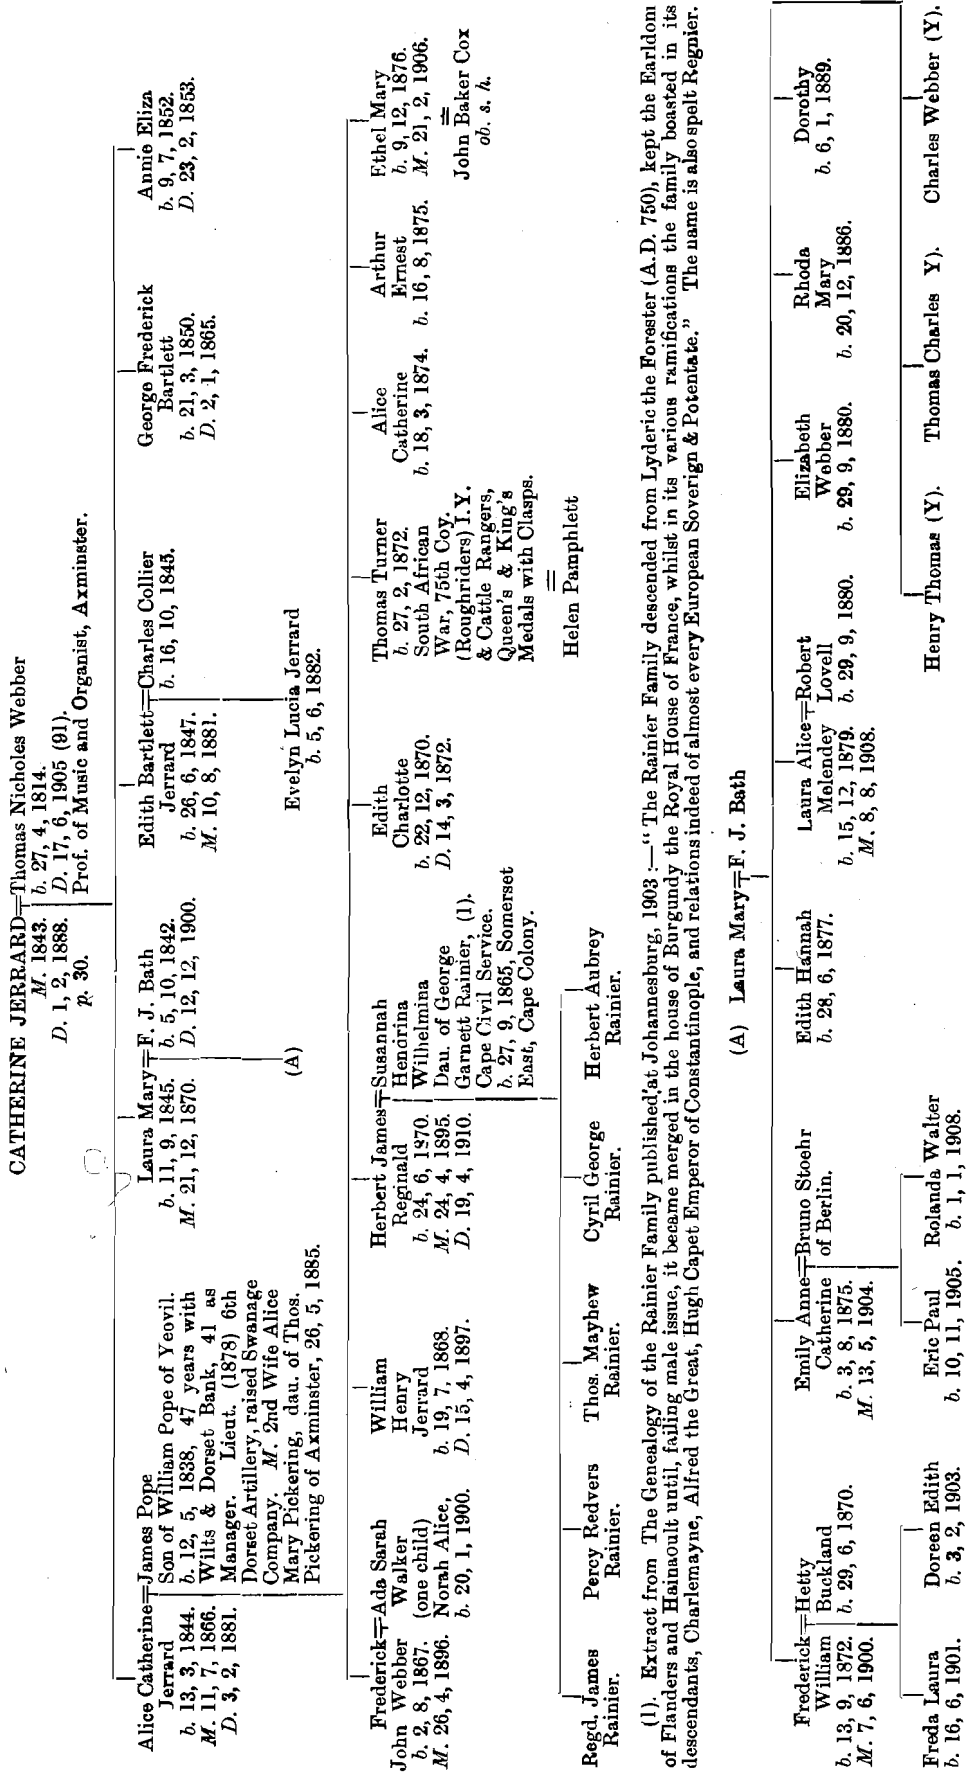 CATHERINE JERRARD=Thomas Nicholes Webber
M. 1843.
D. 1, 2, 1888.
p. 30.
b. 27, 4, 1814.
D. 17, 6, 1905 (91).
Prof. of Music and Organist, Axminster.
Alice Catherine=James Pope
Jerrard
b. 13, 3, 1844.
M. 11, 7, 1866.
D. 3, 2, 1881.
Son of William Pope of Yeovil.
b. 12, 5, 1838, 47 years with
Wilts & Dorset Bank, 41 as
Manager. Lieut. (1878) 6th
Dorset Artillery, raised Swanage
Company. M. 2nd Wife Alice
Mary Pickering, dau. of Thos.
Pickering of Axminster, 26, 5, 1885.
Laura Mary=F. J. Bath
b. 11, 9, 1845.
M. 21, 12, 1870.
b. 5, 10, 1842.
D. 12, 12, 1900.
(A)
Edith Bartlett=Charles Collier
Jerrard
b. 26, 6, 1847.
M. 10, 8, 1881.
b. 16, 10, 1845.
Evelyn Lucia Jerrard
b. 5, 6, 1882.
George Frederick
Bartlett
b. 21, 3, 1850.
D. 2, 1, 1865.
Annie Eliza
b. 9, 7, 1852.
D. 23, 2, 1853.
Frederick=Ada Sarah
John Webber
b. 2, 8, 1867.
M. 26, 4, 1896.
Walker
(one child)
Norah Alice,
b. 20, 1, 1900.
William
Henry
Jerrard
b. 19, 7, 1868.
D. 15, 4, 1897.
Herbert James=Susannah
Reginald
b. 24, 6, 1870.
M. 24, 4, 1895.
D. 19, 4, 1910.
Hendrina
Wilhelmina
Dau. of George
Garnett Rainier, (1).
Cape Civil Service.
b. 27, 9, 1865, Somerset
East, Cape Colony.
Edith
Charlotte
b. 22, 12, 1870.
D. 14, 3, 1872.
Thomas Turner
b. 27, 2, 1872.
South African
War, 75th Coy.
(Roughriders) I.Y.
& Cattle Rangers,
Queen's & King's
Medals with Clasps.
=
Helen Pamphlett
Alice
Catherine
b. 18, 3, 1874.
Arthur
Ernest
b. 16, 8, 1875.
Ethel Mary
b. 9, 12, 1876.
M. 21, 2, 1906.
=
John Baker Cox
ob. s. h.
Regd. James
Rainier.
Percy Redvers
Rainier.
Thos. Mayhew
Rainier.
Cyril George
Rainier.
Herbert Aubrey
Rainier.
(1). Extract from The Genealogy of the Rainier Family published at Johannesburg, 1903 :—"The Rainier Family descended from Lyderic the Forester (A.D. 750), kept the Earldom
of Flanders and Hainaoult until, failing male issue, it became merged in the house of Burgundy the Royal House of France, whilst in its various ramifications the family boasted in its
descendants, Charlemayne, Alfred the Great, Hugh Capet Emperor of Constantinople, and relations indeed of almost every European Soverign & Potentate." The name is also spelt Regnier.
(A) Laura Mary=F. J. Bath
Frederick=Hetty
William
b. 13, 9, 1872.
M. 7, 6, 1900.
Buckland
b. 29, 6, 1870.
Emily Anne=Bruno Stoehr
Catherine
b. 3, 8, 1875.
M. 13, 5, 1904.
of Berlin.
Edith Hannah
b. 28, 6, 1877.
Laura Alice=Robert
Melendey
b. 15, 12, 1879.
M. 8, 8, 1908.
Lovell
b. 29, 9, 1880.
Elizabeth
Webber
b. 29, 9, 1880.
Rhoda
Mary
b. 20, 12, 1886.
Dorothy
b. 6, 1, 1889.
Freda Laura
b. 16, 6, 1901.
Doreen Edith
b. 3, 2, 1903.
Eric Paul
b. 10, 11, 1905.
Rolanda Walter
b. 1, 1, 1908.
Henry Thomas (Y).
Thomas Charles Y).
Charles Webber (Y).